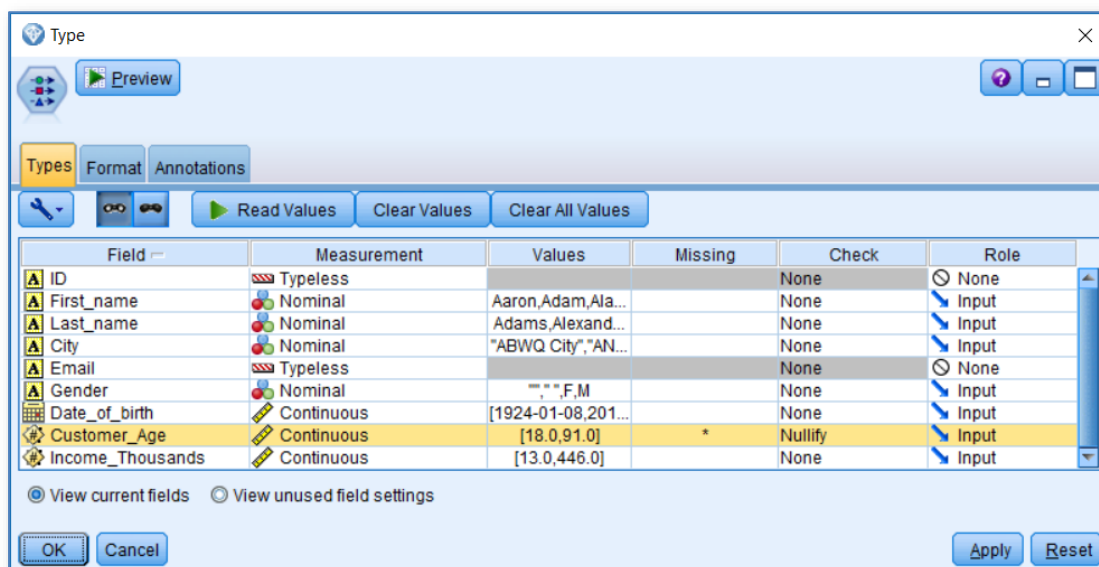 Type
Preview
Types Format Annotations
Read Values Clear Values Clear All Values
Field Measurement Values Missing Check Role
A ID Typeless None None
A First_name Nominal Aaron,Adam,Ala... None Input
A Last_name Nominal Adams,Alexand... None Input
A City Nominal "ABWQ City","AN... None Input
A Email Typeless None None
A Gender Nominal ""," ",F,M None Input
Date_of_birth Continuous [1924-01-08,201... None Input
# Customer_Age Continuous [18.0,91.0] * Nullify Input
# Income_Thousands Continuous [13.0,446.0] None Input
View current fields View unused field settings
OK Cancel Apply Reset